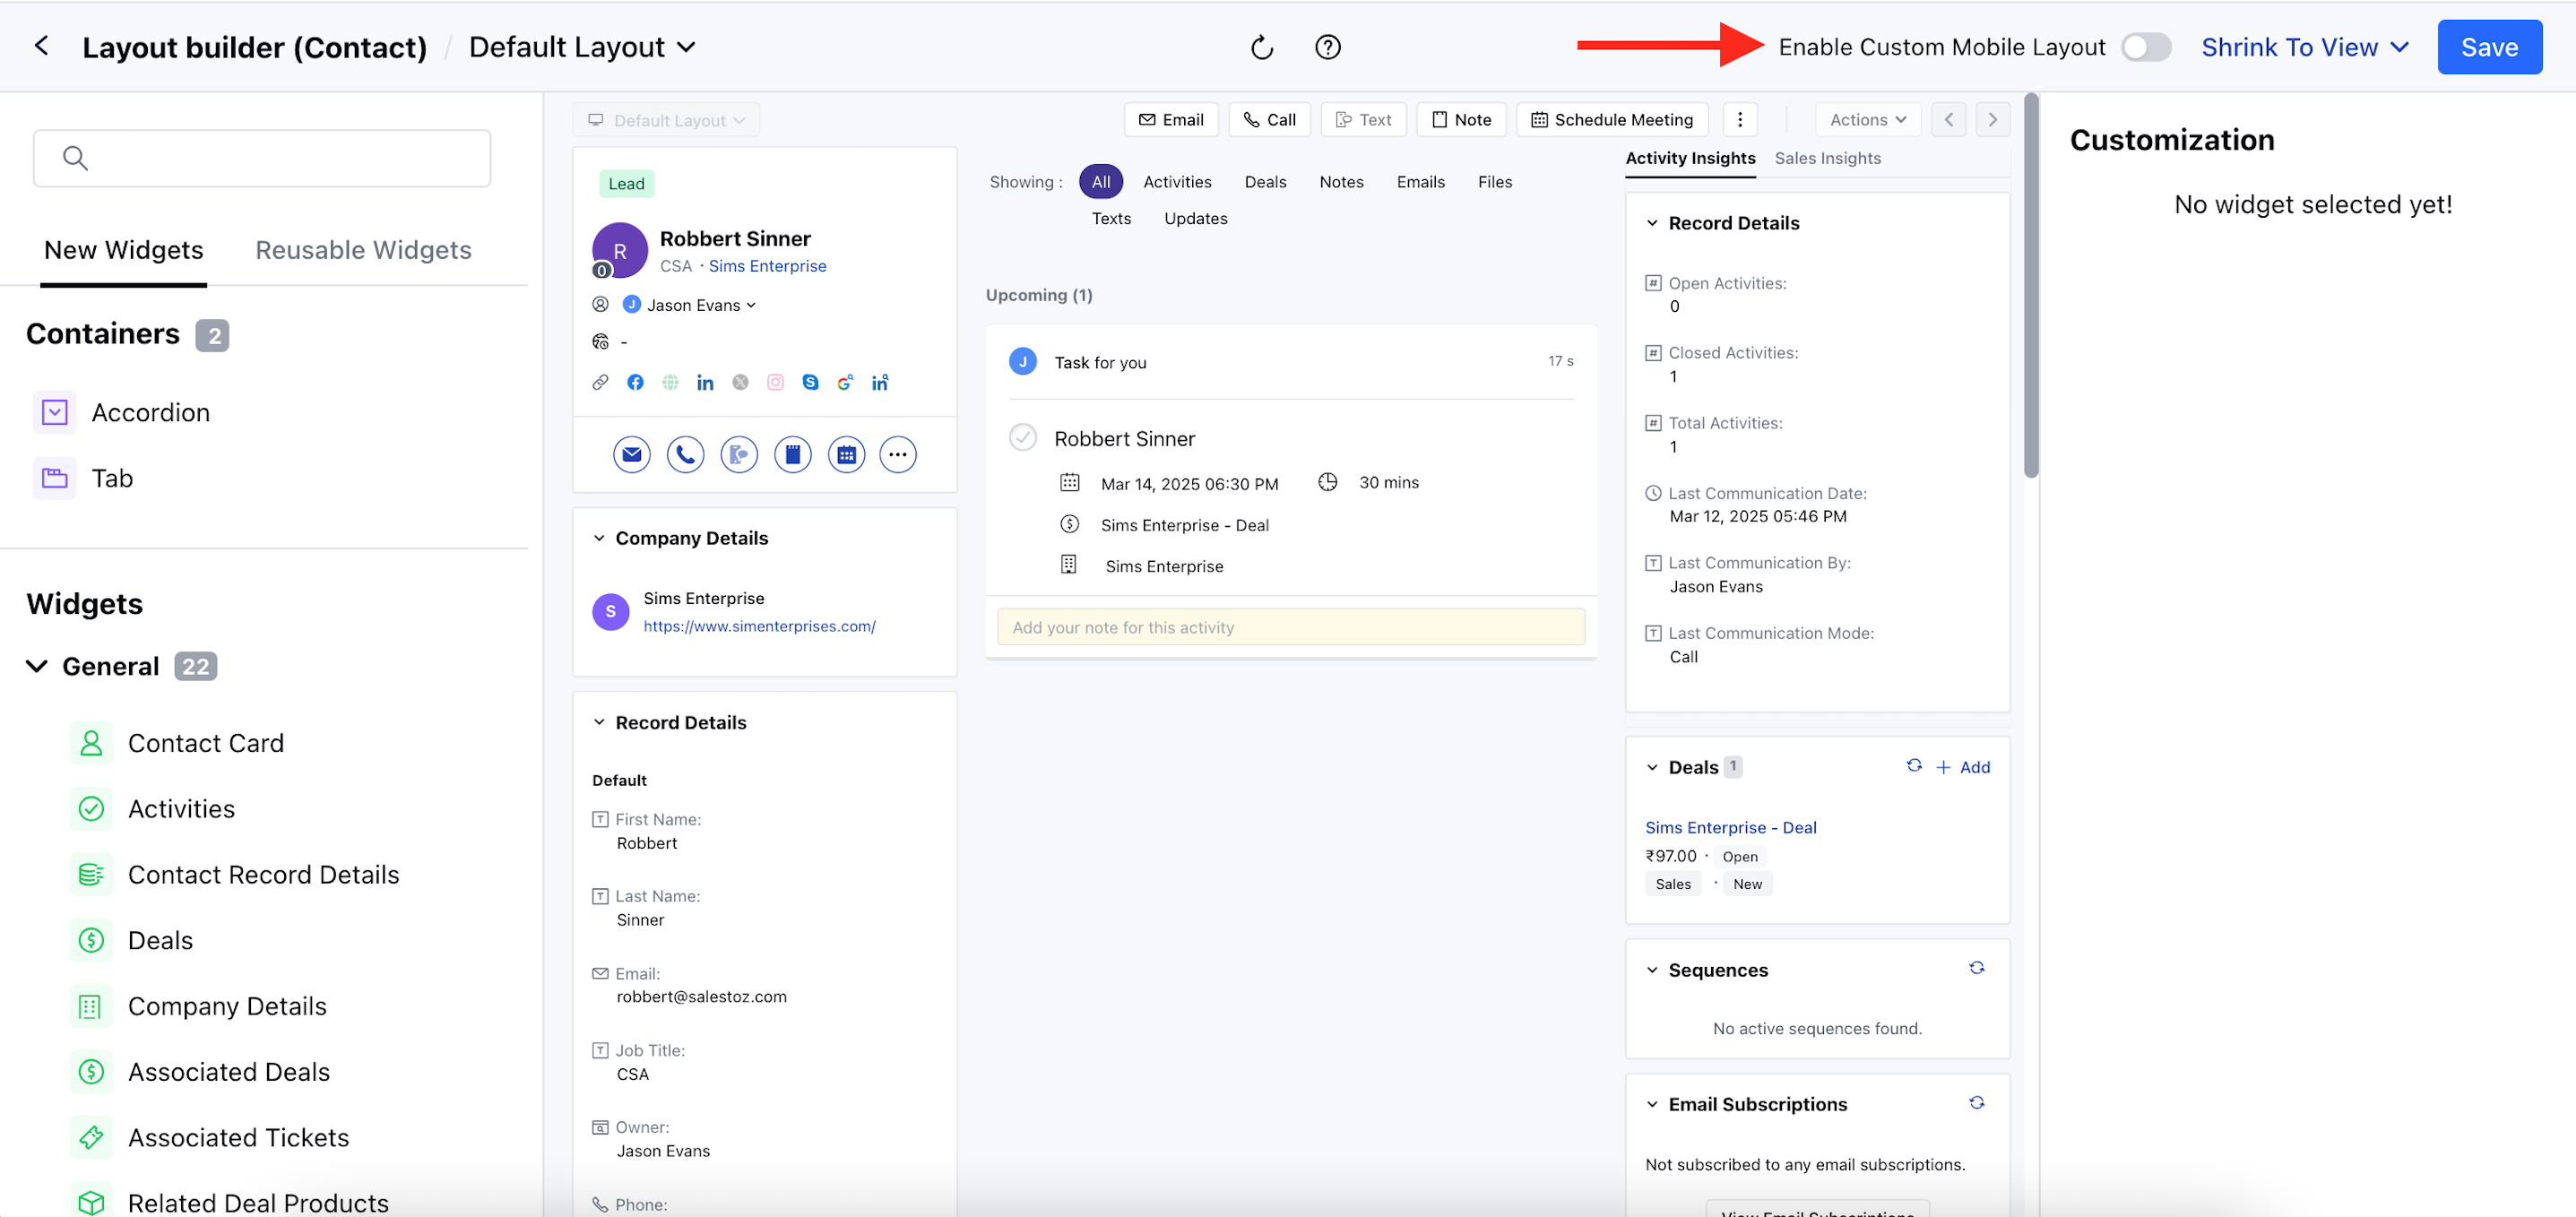 Layout builder (Contact) / Default Layout
Enable Custom Mobile Layout
Shrink To View
Save
New Widgets
Reusable Widgets
Containers 2
Accordion
Tab
Widgets
General 22
Contact Card
Activities
Contact Record Details
Deals
Company Details
Associated Deals
Associated Tickets
Related Deal Products
Default Layout
Email
Call
Text
Note
Schedule Meeting
Actions
Lead
R
0
Robbert Sinner
CSA · Sims Enterprise
J Jason Evans
-
Company Details
S
Sims Enterprise
https://www.simenterprises.com/
Record Details
Default
First Name:
Robbert
Last Name:
Sinner
Email:
robbert@salestoz.com
Job Title:
CSA
Owner:
Jason Evans
Phone:
Showing : All Activities Deals Notes Emails Files
Texts Updates
Upcoming (1)
J Task for you 17 s
Robbert Sinner
Mar 14, 2025 06:30 PM 30 mins
Sims Enterprise - Deal
Sims Enterprise
Add your note for this activity
Activity Insights Sales Insights
Record Details
Open Activities:
0
Closed Activities:
1
Total Activities:
1
Last Communication Date:
Mar 12, 2025 05:46 PM
Last Communication By:
Jason Evans
Last Communication Mode:
Call
Deals 1
+ Add
Sims Enterprise - Deal
₹97.00 · Open
Sales · New
Sequences
No active sequences found.
Email Subscriptions
Not subscribed to any email subscriptions.
View Email Subscriptions
Customization
No widget selected yet!